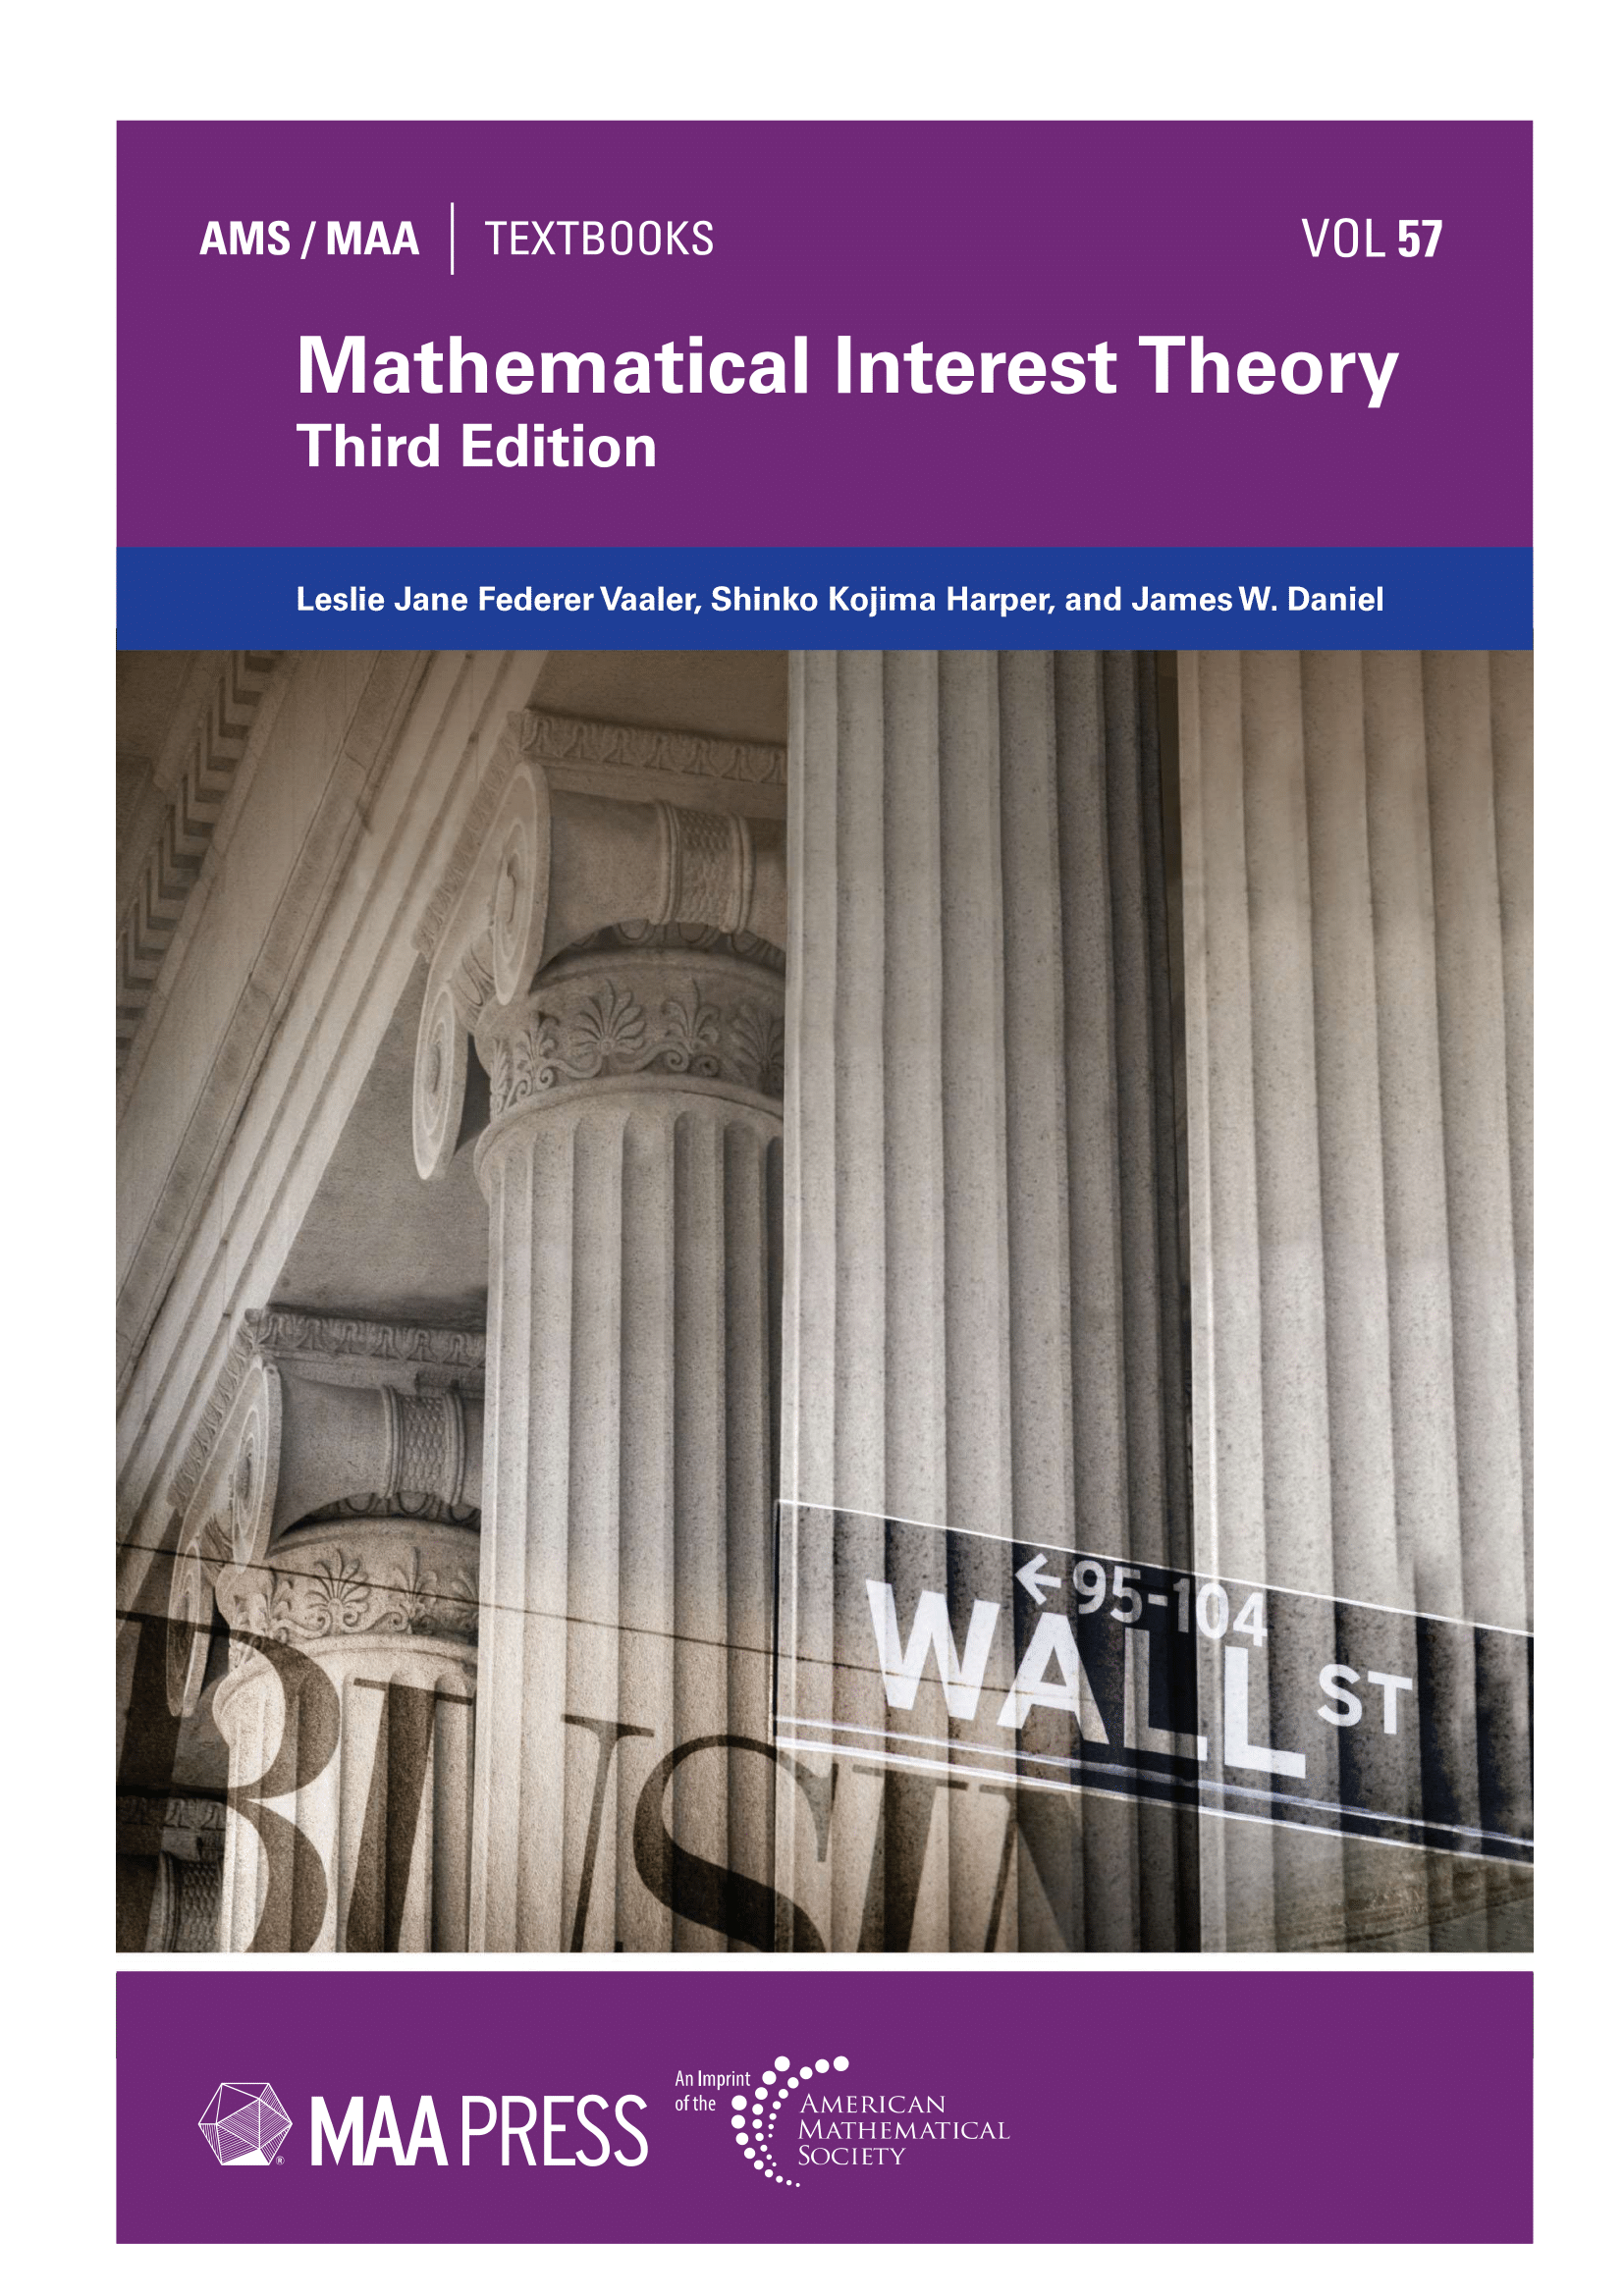 AMS / MAA | TEXTBOOKS
VOL 57
Mathematical Interest Theory
Third Edition
Leslie Jane Federer Vaaler, Shinko Kojima Harper, and James W. Daniel
←95-104
WALL ST
BUSIN
MAA PRESS
®
An Imprint
of the
AMERICAN
MATHEMATICAL
SOCIETY